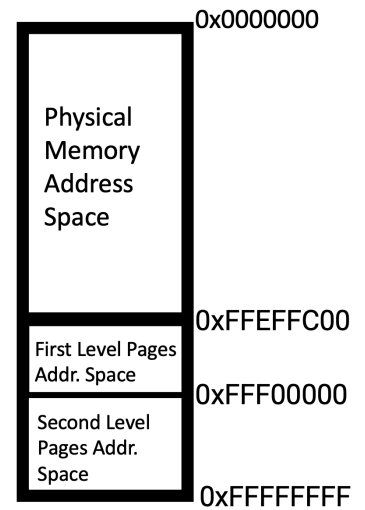 0x0000000
Physical
Memory
Address
Space
0xFFEFFC00
First Level Pages
Addr. Space
0xFFF00000
Second Level
Pages Addr.
Space
0xFFFFFFFF